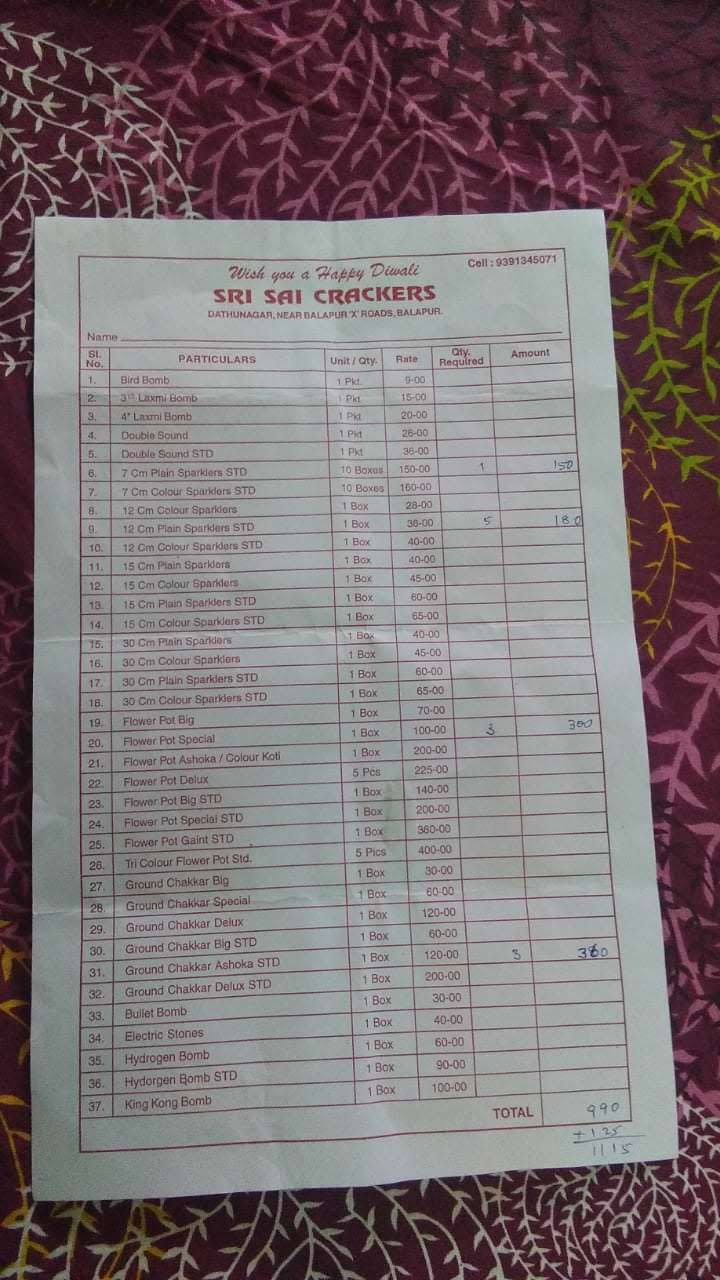 Wish you a Happy Diwali
Cell : 9391345071
SRI SAI CRACKERS
DATHUNAGAR, NEAR BALAPUR 'X' ROADS, BALAPUR.
Name
Sl. No. PARTICULARS Unit / Qty. Rate Qty. Required Amount
1. Bird Bomb 1 Pkt. 9-00
2. 3½" Laxmi Bomb 1 Pkt 15-00
3. 4" Laxmi Bomb 1 Pkt 20-00
4. Double Sound 1 Pkt 26-00
5. Double Sound STD 1 Pkt 36-00
6. 7 Cm Plain Sparklers STD 10 Boxes 150-00 1 150
7. 7 Cm Colour Sparklers STD 10 Boxes 160-00
8. 12 Cm Colour Sparklers 1 Box 28-00
9. 12 Cm Plain Sparklers STD 1 Box 36-00 5 180
10. 12 Cm Colour Sparklers STD 1 Box 40-00
11. 15 Cm Plain Sparklers 1 Box 40-00
12. 15 Cm Colour Sparklers 1 Box 45-00
13. 15 Cm Plain Sparklers STD 1 Box 60-00
14. 15 Cm Colour Sparklers STD 1 Box 65-00
15. 30 Cm Plain Sparklers 1 Box 40-00
16. 30 Cm Colour Sparklers 1 Box 45-00
17. 30 Cm Plain Sparklers STD 1 Box 60-00
18. 30 Cm Colour Sparklers STD 1 Box 65-00
19. Flower Pot Big 1 Box 70-00
20. Flower Pot Special 1 Box 100-00 3 300
21. Flower Pot Ashoka / Colour Koti 1 Box 200-00
22. Flower Pot Delux 5 Pcs 225-00
23. Flower Pot Big STD 1 Box 140-00
24. Flower Pot Special STD 1 Box 200-00
25. Flower Pot Gaint STD 1 Box 360-00
26. Tri Colour Flower Pot Std. 5 Pics 400-00
27. Ground Chakkar Big 1 Box 30-00
28. Ground Chakkar Special 1 Box 60-00
29. Ground Chakkar Delux 1 Box 120-00
30. Ground Chakkar Big STD 1 Box 60-00
31. Ground Chakkar Ashoka STD 1 Box 120-00 3 360
32. Ground Chakkar Delux STD 1 Box 200-00
33. Bullet Bomb 1 Box 30-00
34. Electric Stones 1 Box 40-00
35. Hydrogen Bomb 1 Box 60-00
36. Hydorgen Bomb STD 1 Box 90-00
37. King Kong Bomb 1 Box 100-00
TOTAL 990
+125
1115